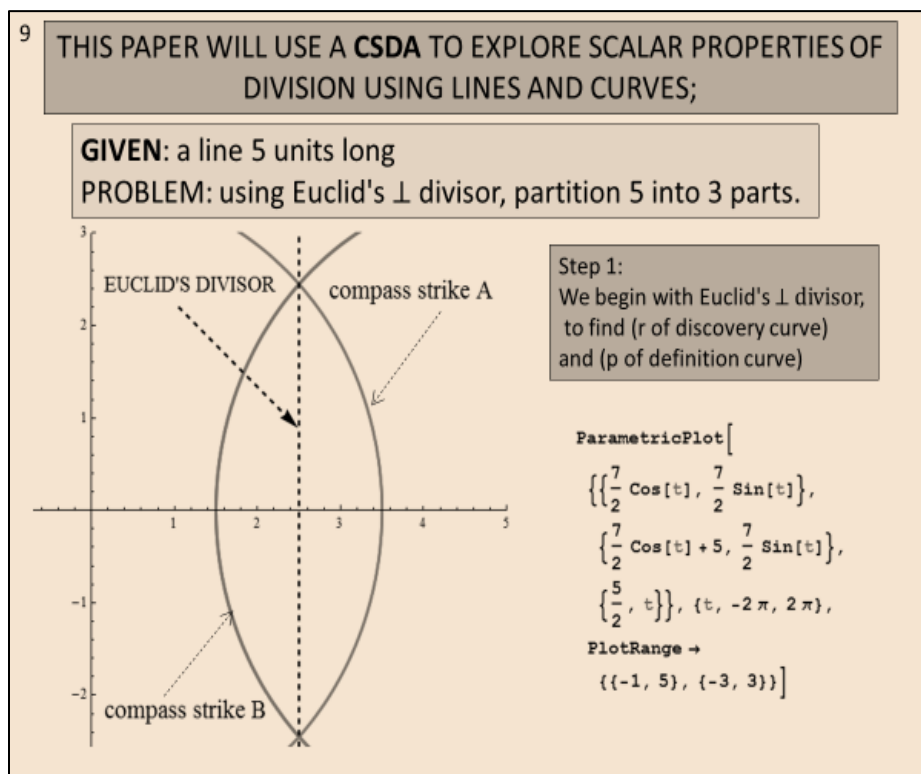 9
THIS PAPER WILL USE A CSDA TO EXPLORE SCALAR PROPERTIES OF
DIVISION USING LINES AND CURVES;
GIVEN: a line 5 units long
PROBLEM: using Euclid's ⊥ divisor, partition 5 into 3 parts.
3
2
1
-1
-2
1 2 3 4 5
EUCLID'S DIVISOR
compass strike A
compass strike B
Step 1:
We begin with Euclid's ⊥ divisor,
to find (r of discovery curve)
and (p of definition curve)
ParametricPlot[
{{7/2 Cos[t], 7/2 Sin[t]},
{7/2 Cos[t] + 5, 7/2 Sin[t]},
{5/2, t}}, {t, -2 π, 2 π},
PlotRange →
{{-1, 5}, {-3, 3}}]